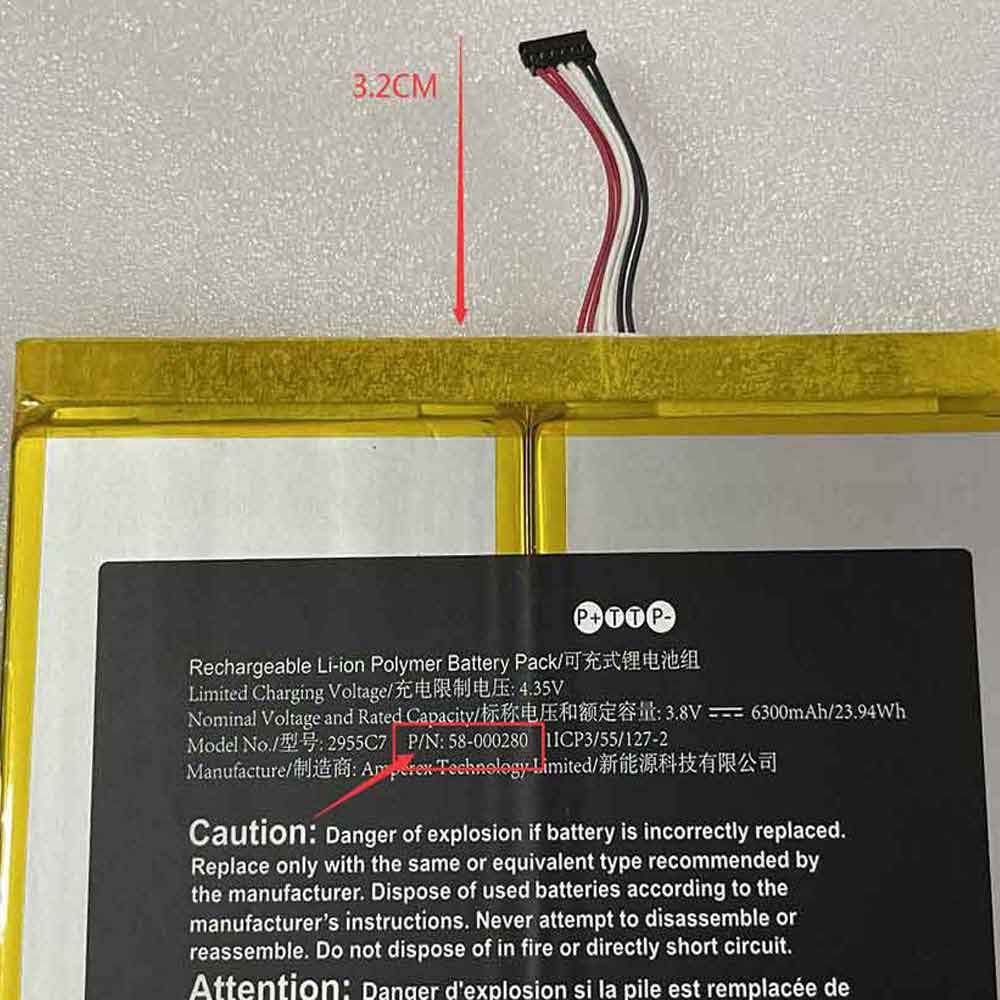 3.2CM
P+ T T P-
Rechargeable Li-ion Polymer Battery Pack/可充式锂电池组
Limited Charging Voltage/充电限制电压: 4.35V
Nominal Voltage and Rated Capacity/标称电压和额定容量: 3.8V ⎓ 6300mAh/23.94Wh
Model No./型号: 2955C7 P/N: 58-000280 1ICP3/55/127-2
Manufacture/制造商: Amperex Technology Limited/新能源科技有限公司
Caution: Danger of explosion if battery is incorrectly replaced.
Replace only with the same or equivalent type recommended by
the manufacturer. Dispose of used batteries according to the
manufacturer's instructions. Never attempt to disassemble or
reassemble. Do not dispose of in fire or directly short circuit.
Attention: Danger d'explosion si la pile est remplacée de